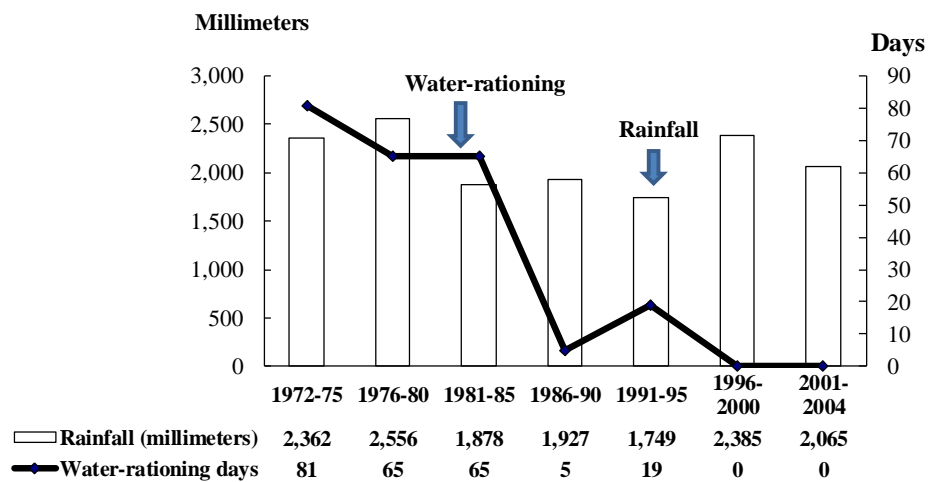 Millimeters
Days
3,000
2,500
2,000
1,500
1,000
500
0
90
80
70
60
50
40
30
20
10
0
Water-rationing
Rainfall
1972-75 1976-80 1981-85 1986-90 1991-95 1996-2000 2001-2004
Rainfall (millimeters) 2,362 2,556 1,878 1,927 1,749 2,385 2,065
Water-rationing days 81 65 65 5 19 0 0